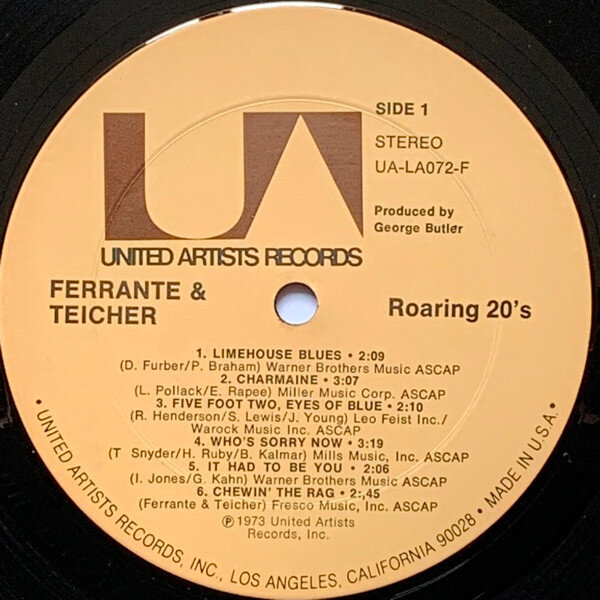 UA
SIDE 1
STEREO
UA-LA072-F
Produced by
George Butler
UNITED ARTISTS RECORDS
FERRANTE &
TEICHER
Roaring 20's
1. LIMEHOUSE BLUES • 2:09
(D. Furber/P. Braham) Warner Brothers Music ASCAP
2. CHARMAINE • 3:07
(L. Pollack/E. Rapee) Miller Music Corp. ASCAP
3. FIVE FOOT TWO, EYES OF BLUE • 2:10
(R. Henderson/S. Lewis/J. Young) Leo Feist Inc./
Warock Music Inc. ASCAP
4. WHO'S SORRY NOW • 3:19
(T Snyder/H. Ruby/B. Kalmar) Mills Music, Inc. ASCAP
5. IT HAD TO BE YOU • 2:06
(I. Jones/G. Kahn) Warner Brothers Music ASCAP
6. CHEWIN' THE RAG • 2:,45
(Ferrante & Teicher) Fresco Music, Inc. ASCAP
℗ 1973 United Artists
Records, Inc.
• UNITED ARTISTS RECORDS, INC., LOS ANGELES, CALIFORNIA 90028 • MADE IN U.S.A. •